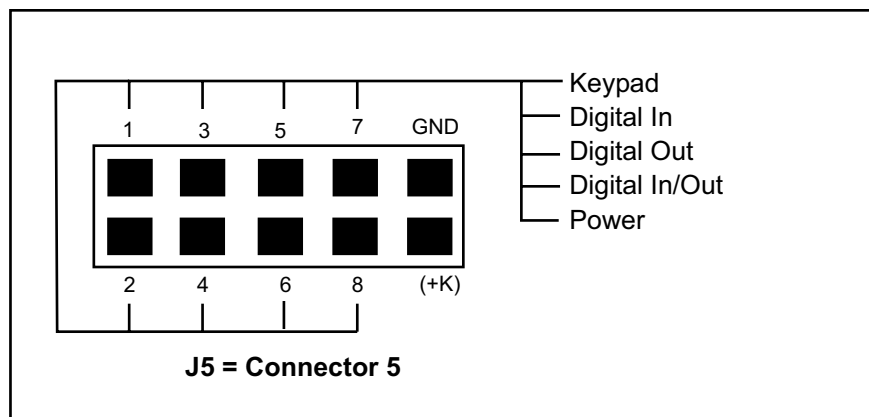 Keypad
Digital In
Digital Out
Digital In/Out
Power
1 3 5 7 GND
2 4 6 8 (+K)
J5 = Connector 5